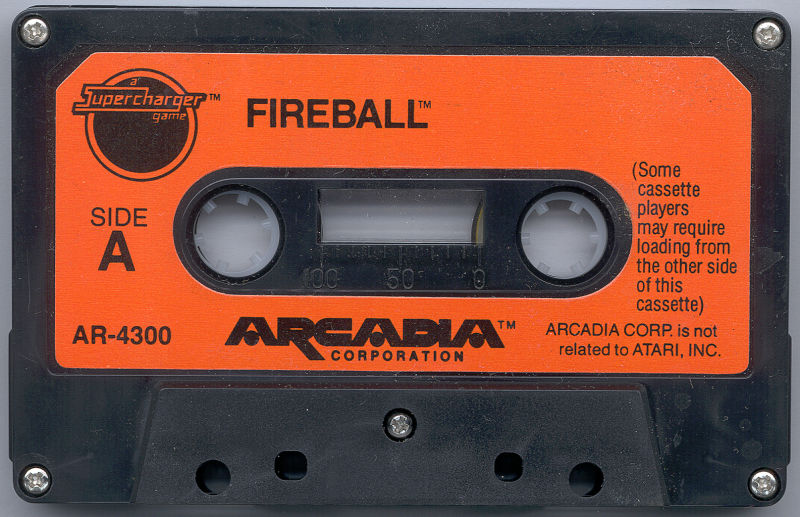 a
Supercharger™
game
FIREBALL™
SIDE
A
(Some
cassette
players
may require
loading from
the other side
of this
cassette)
100 50 0
AR-4300
ARCADIA™
CORPORATION
ARCADIA CORP. is not
related to ATARI, INC.